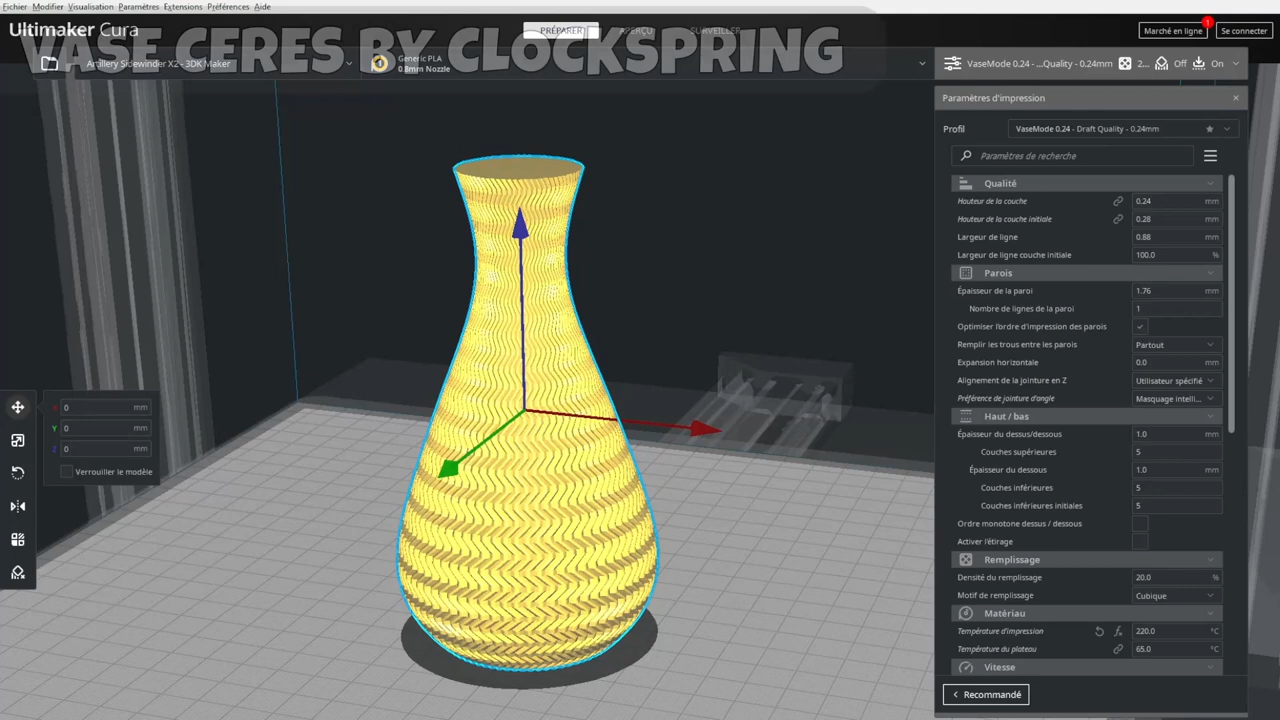 Fichier Modifier Visualisation Paramètres Extensions Préférences Aide
Ultimaker Cura
PRÉPARER APERÇU SURVEILLER
Marché en ligne 1 Se connecter
VASE CERES BY CLOCKSPRING
Artillery Sidewinder X2 - 3DK Maker
Generic PLA
0.8mm Nozzle
VaseMode 0.24 - ...Quality - 0.24mm 2... Off On
Paramètres d'impression
Profil VaseMode 0.24 - Draft Quality - 0.24mm
Paramètres de recherche
Qualité
Hauteur de la couche 0.24 mm
Hauteur de la couche initiale 0.28 mm
Largeur de ligne 0.88 mm
Largeur de ligne couche initiale 100.0 %
Parois
Épaisseur de la paroi 1.76 mm
Nombre de lignes de la paroi 1
Optimiser l'ordre d'impression des parois
Remplir les trous entre les parois Partout
Expansion horizontale 0.0 mm
Alignement de la jointure en Z Utilisateur spécifié
Préférence de jointure d'angle Masquage intelli...
Haut / bas
Épaisseur du dessus/dessous 1.0 mm
Couches supérieures 5
Épaisseur du dessous 1.0 mm
Couches inférieures 5
Couches inférieures initiales 5
Ordre monotone dessus / dessous
Activer l'étirage
Remplissage
Densité du remplissage 20.0 %
Motif de remplissage Cubique
Matériau
Température d'impression 220.0 °C
Température du plateau 65.0 °C
Vitesse
Recommandé
X 0 mm
Y 0 mm
Z 0 mm
Verrouiller le modèle